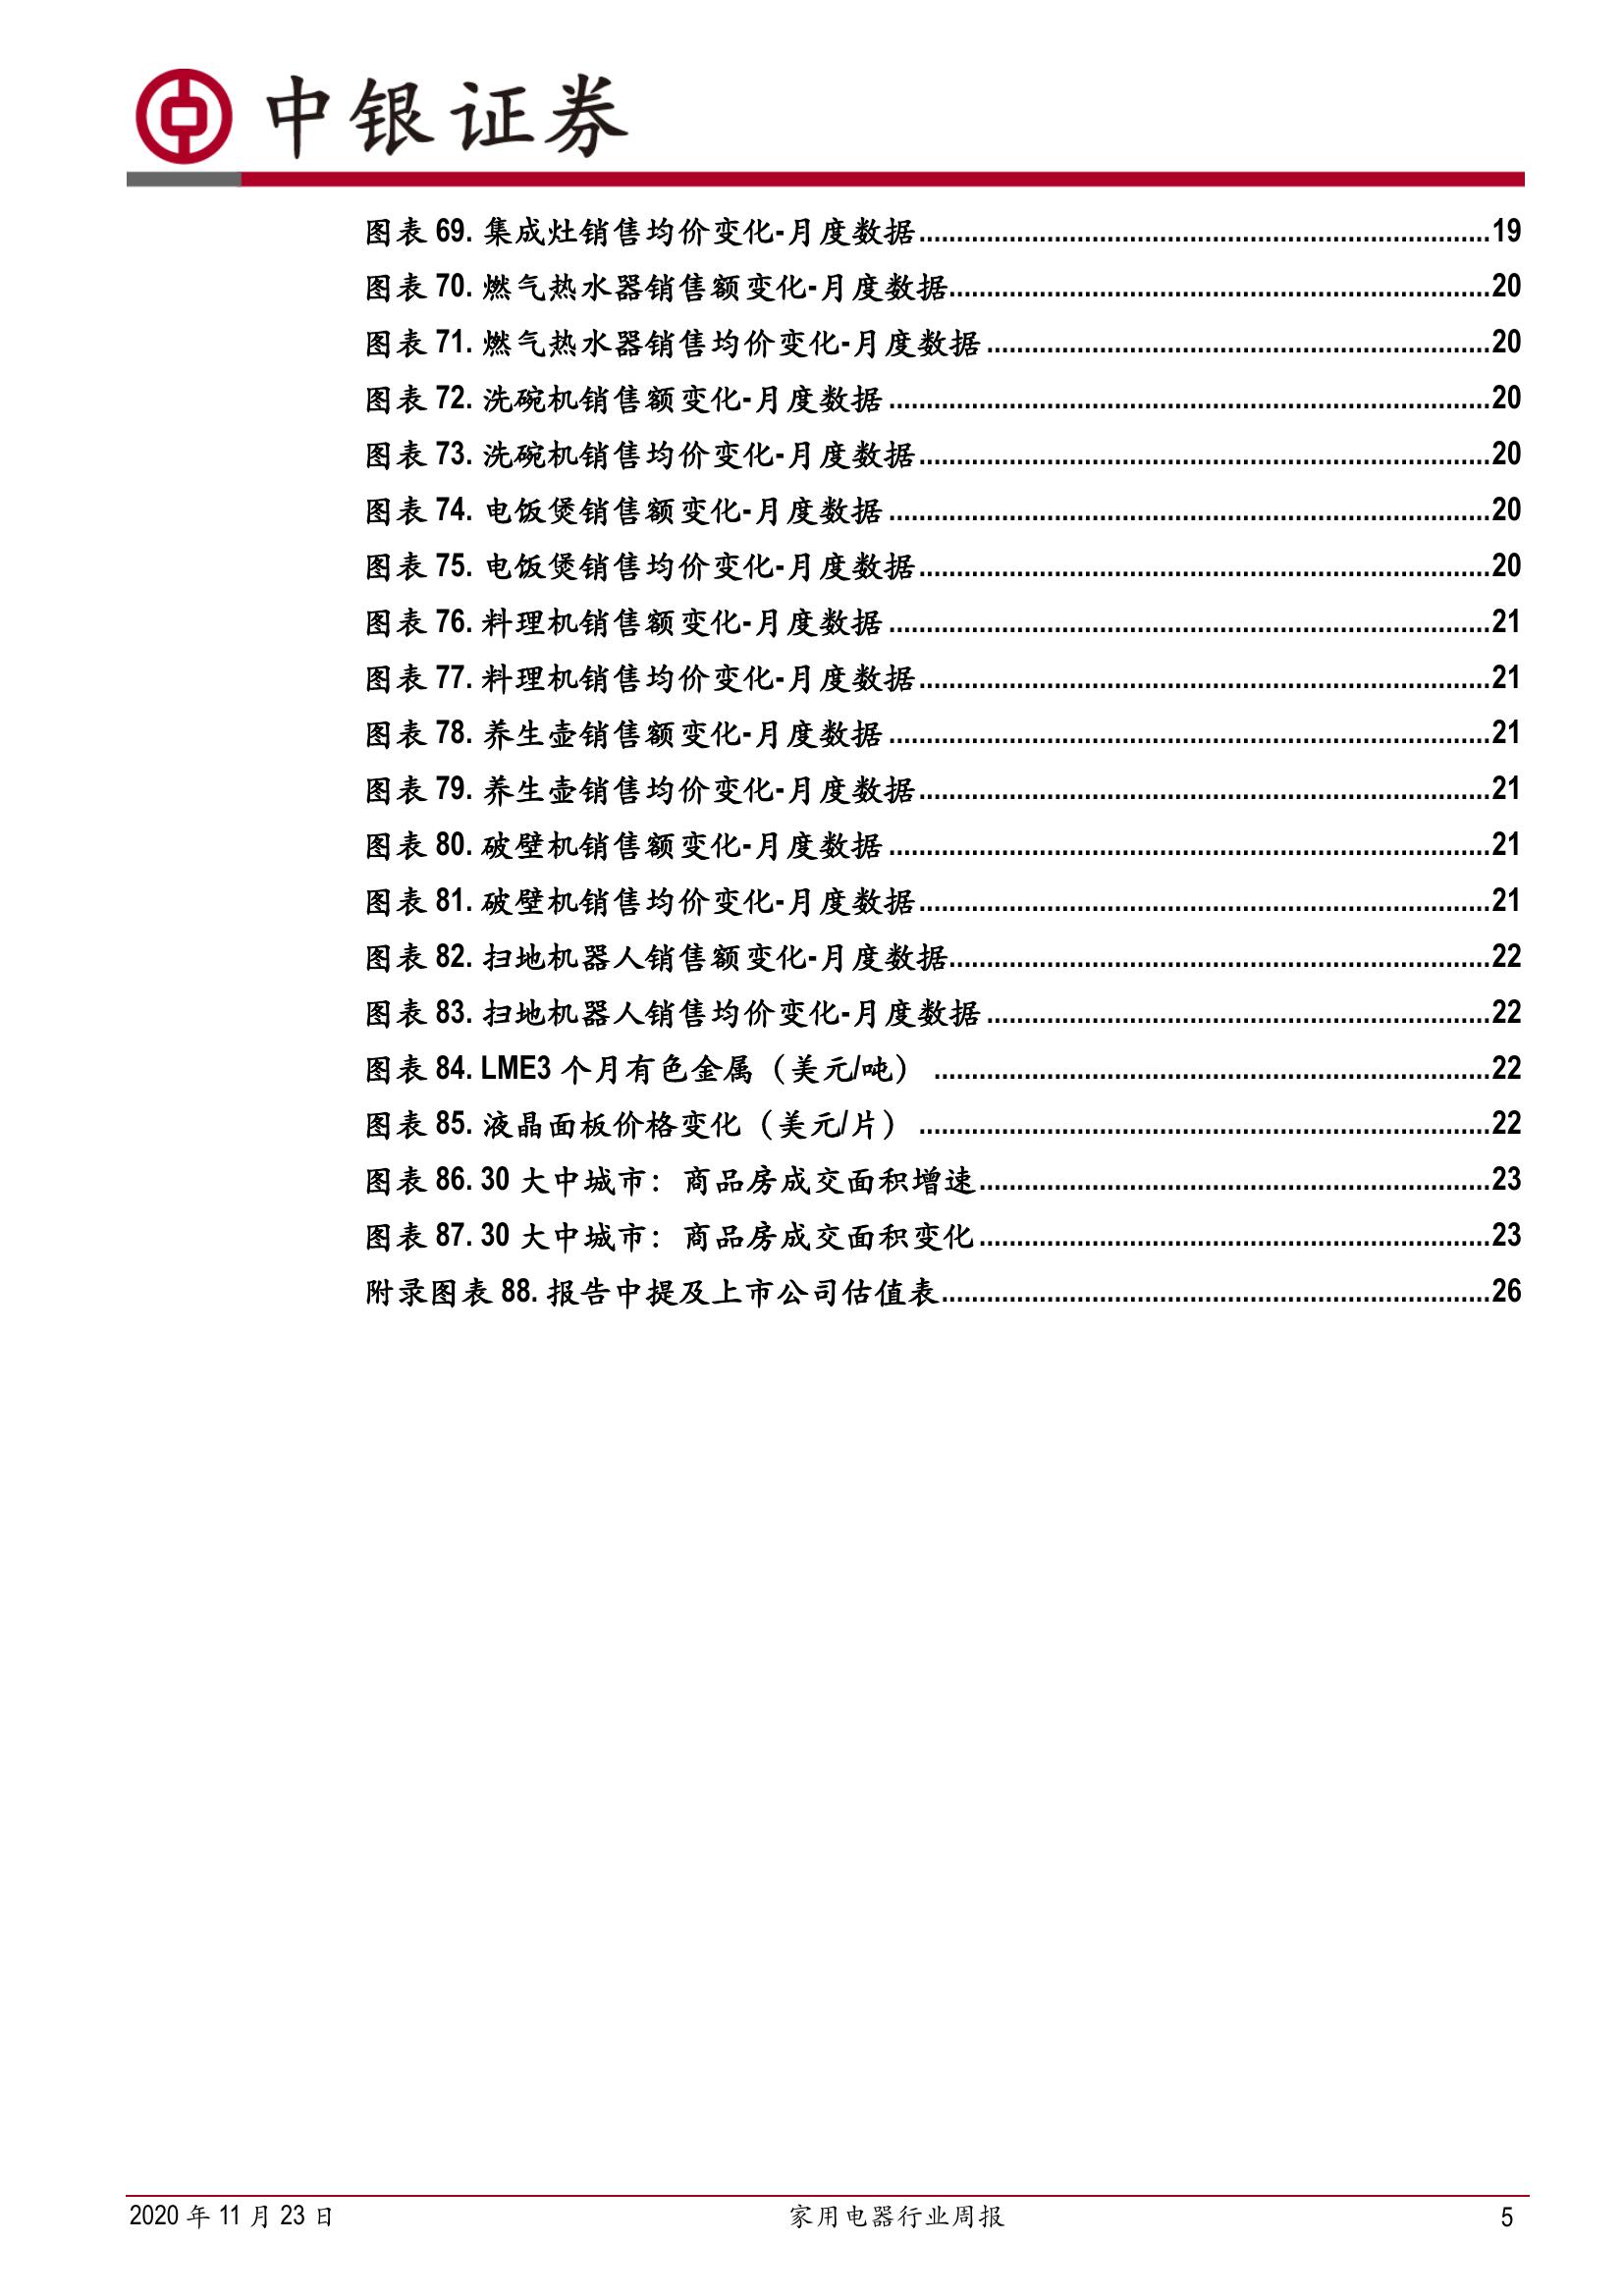 中银证券
图表 69. 集成灶销售均价变化-月度数据..........19
图表 70. 燃气热水器销售额变化-月度数据..........20
图表 71. 燃气热水器销售均价变化-月度数据..........20
图表 72. 洗碗机销售额变化-月度数据..........20
图表 73. 洗碗机销售均价变化-月度数据..........20
图表 74. 电饭煲销售额变化-月度数据..........20
图表 75. 电饭煲销售均价变化-月度数据..........20
图表 76. 料理机销售额变化-月度数据..........21
图表 77. 料理机销售均价变化-月度数据..........21
图表 78. 养生壶销售额变化-月度数据..........21
图表 79. 养生壶销售均价变化-月度数据..........21
图表 80. 破壁机销售额变化-月度数据..........21
图表 81. 破壁机销售均价变化-月度数据..........21
图表 82. 扫地机器人销售额变化-月度数据..........22
图表 83. 扫地机器人销售均价变化-月度数据..........22
图表 84. LME3 个月有色金属（美元/吨）..........22
图表 85. 液晶面板价格变化（美元/片）..........22
图表 86. 30 大中城市：商品房成交面积增速..........23
图表 87. 30 大中城市：商品房成交面积变化..........23
附录图表 88. 报告中提及上市公司估值表..........26
2020 年 11 月 23 日 家用电器行业周报 5